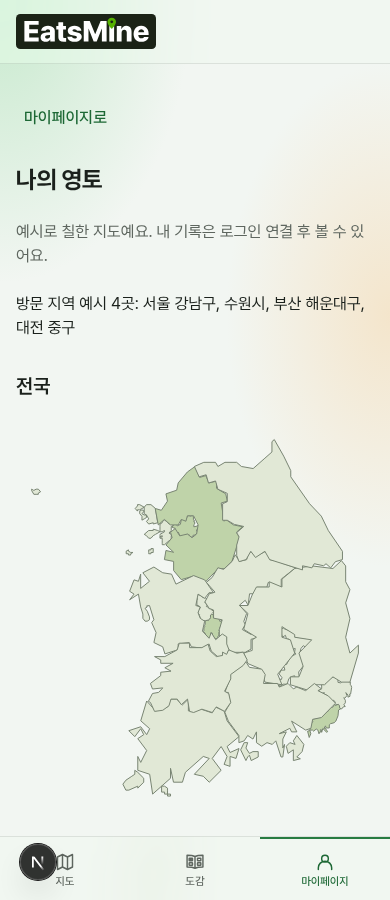 EatsMine
마이페이지로
나의 영토
예시로 칠한 지도예요. 내 기록은 로그인 연결 후 볼 수 있
어요.
방문 지역 예시 4곳: 서울 강남구, 수원시, 부산 해운대구,
대전 중구
전국
N
지도
도감
마이페이지